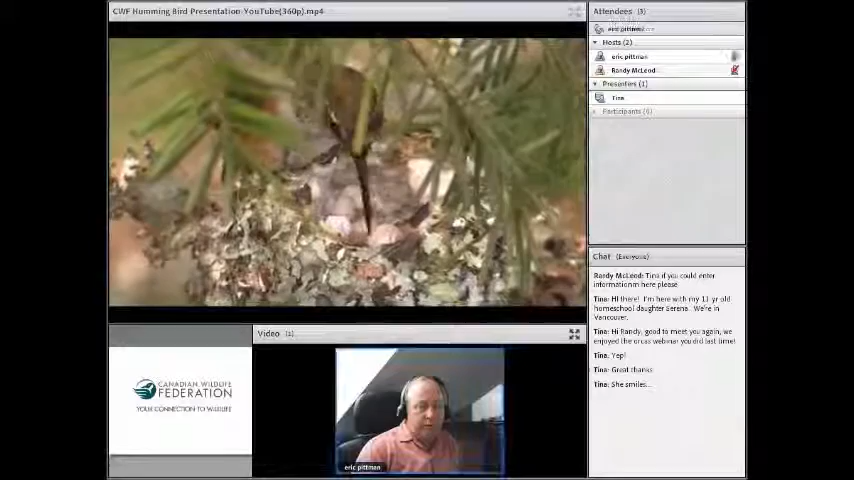 CWF Humming Bird Presentation-YouTube(360p).mp4
Attendees (3)
eric pittman
Hosts (2)
eric pittman
Randy McLeod
Presenters (1)
Tina
Participants (0)
Chat (Everyone)
Randy McLeod: Tina if you could enter
informationm here please
Tina: Hi there! I'm here with my 11 yr old
homeschool daughter Serena. We're in
Vancouver.
Tina: Hi Randy, good to meet you again, we
enjoyed the orcas webinar you did last time!
Tina: Yep!
Tina: Great thanks
Tina: She smiles...
Video (1)
CANADIAN WILDLIFE
FEDERATION
YOUR CONNECTION TO WILDLIFE
eric pittman